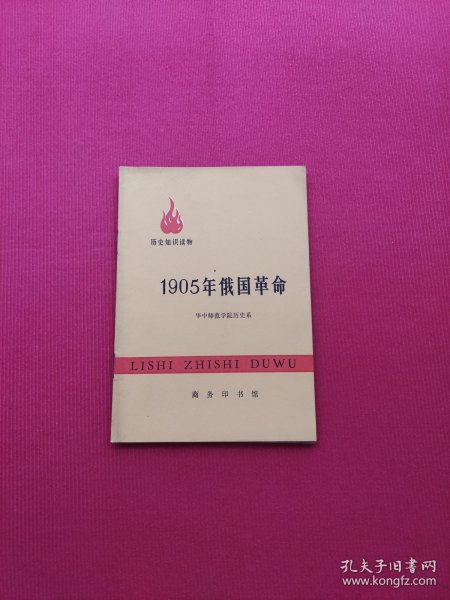 历史知识读物
1905年俄国革命
华中师范学院历史系
LISHI ZHISHI DUWU
商务印书馆
孔夫子旧书网
www.kongfz.com